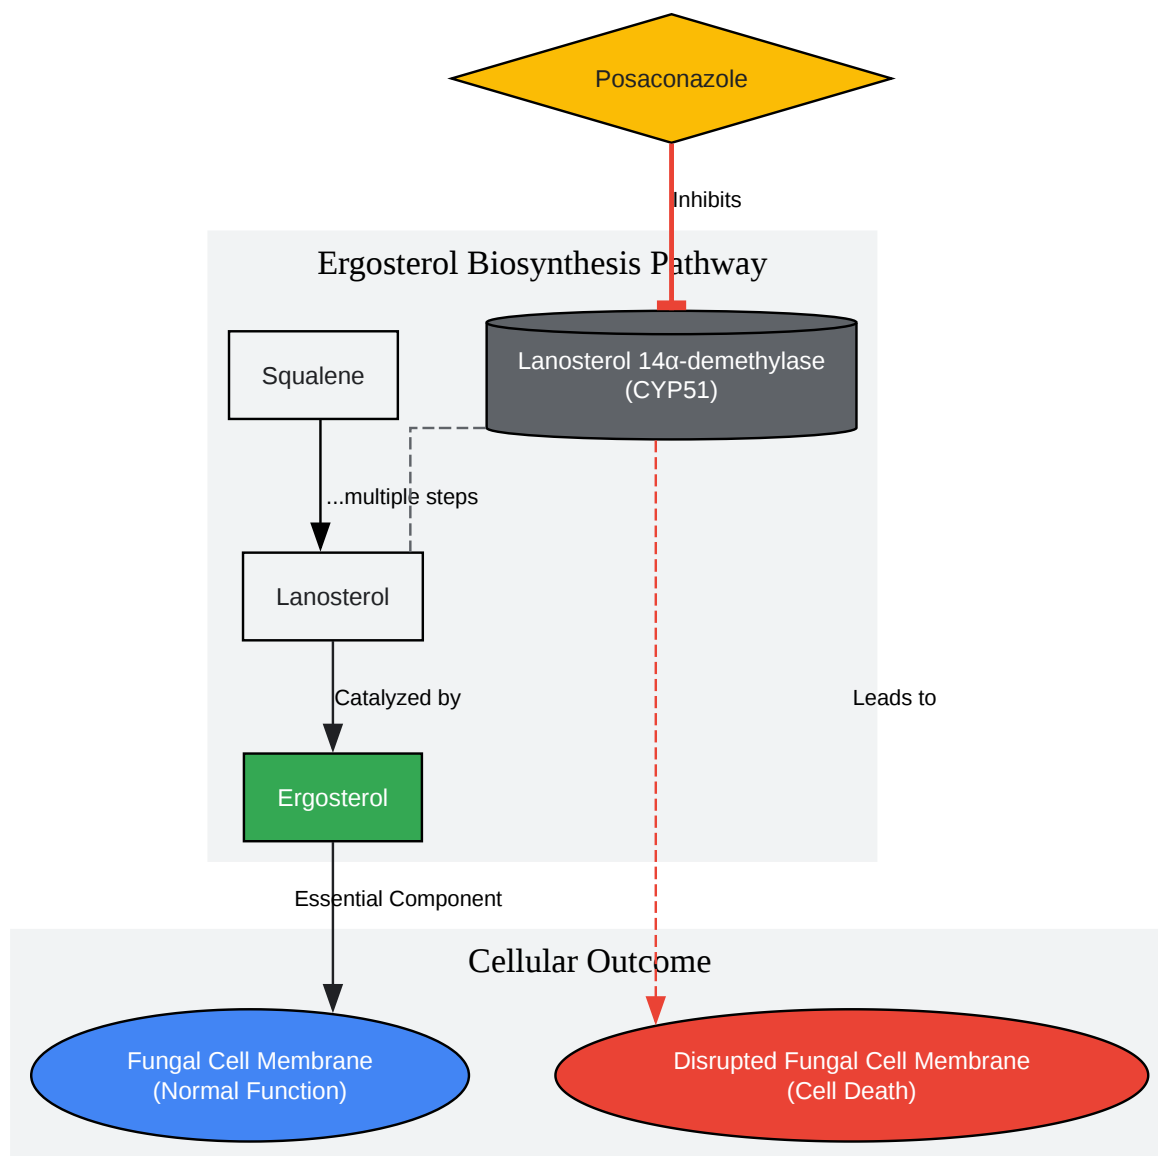 Posaconazole
Inhibits
Ergosterol Biosynthesis Pathway
Lanosterol 14α-demethylase
(CYP51)
Squalene
...multiple steps
Lanosterol
Catalyzed by
Leads to
Ergosterol
Essential Component
Cellular Outcome
Fungal Cell Membrane
(Normal Function)
Disrupted Fungal Cell Membrane
(Cell Death)